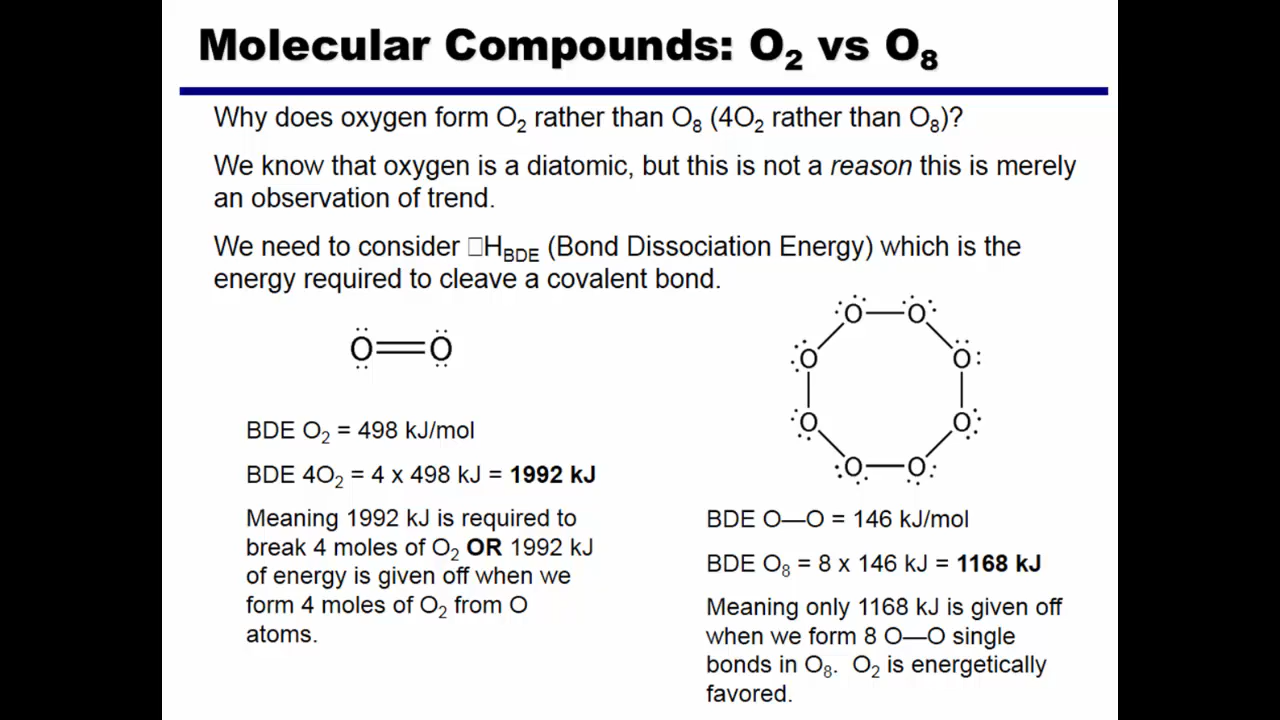 Molecular Compounds: O₂ vs O₈
Why does oxygen form O₂ rather than O₈ (4O₂ rather than O₈)?
We know that oxygen is a diatomic, but this is not a reason this is merely
an observation of trend.
We need to consider □H_BDE (Bond Dissociation Energy) which is the
energy required to cleave a covalent bond.
O═O
BDE O₂ = 498 kJ/mol
BDE 4O₂ = 4 x 498 kJ = 1992 kJ
Meaning 1992 kJ is required to
break 4 moles of O₂ OR 1992 kJ
of energy is given off when we
form 4 moles of O₂ from O
atoms.
O—O
O O
O O
O—O
BDE O—O = 146 kJ/mol
BDE O₈ = 8 x 146 kJ = 1168 kJ
Meaning only 1168 kJ is given off
when we form 8 O—O single
bonds in O₈. O₂ is energetically
favored.